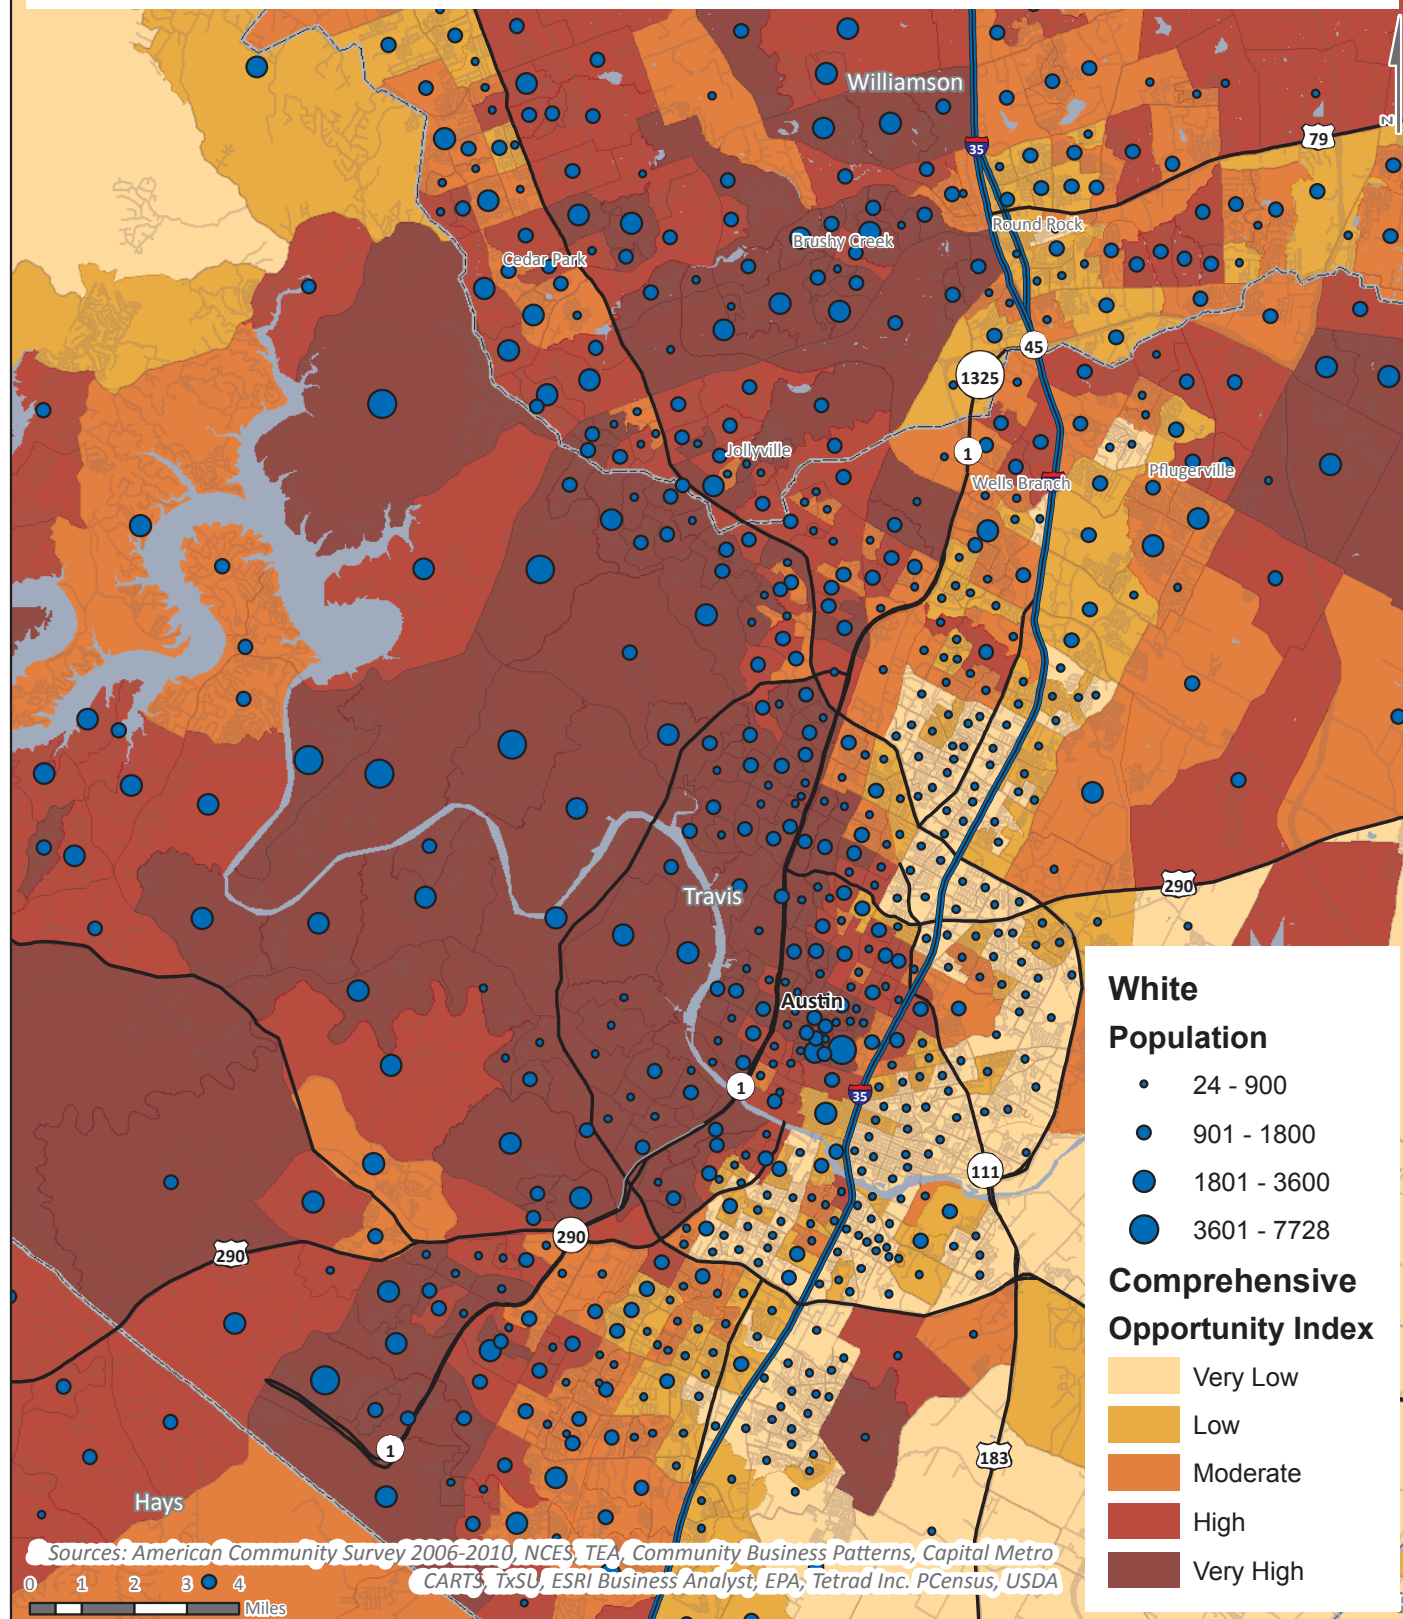 Williamson
35
79
N
Round Rock
Brushy Creek
Cedar Park
45
1325
Jollyville
1
Wells Branch
Pflugerville
290
Travis
Austin
1
35
111
290
290
1
183
Hays
White
Population
24 - 900
901 - 1800
1801 - 3600
3601 - 7728
Comprehensive
Opportunity Index
Very Low
Low
Moderate
High
Very High
Sources: American Community Survey 2006-2010, NCES, TEA, Community Business Patterns, Capital Metro
CARTS, TxSU, ESRI Business Analyst, EPA, Tetrad Inc. PCensus, USDA
0 1 2 3 4
Miles